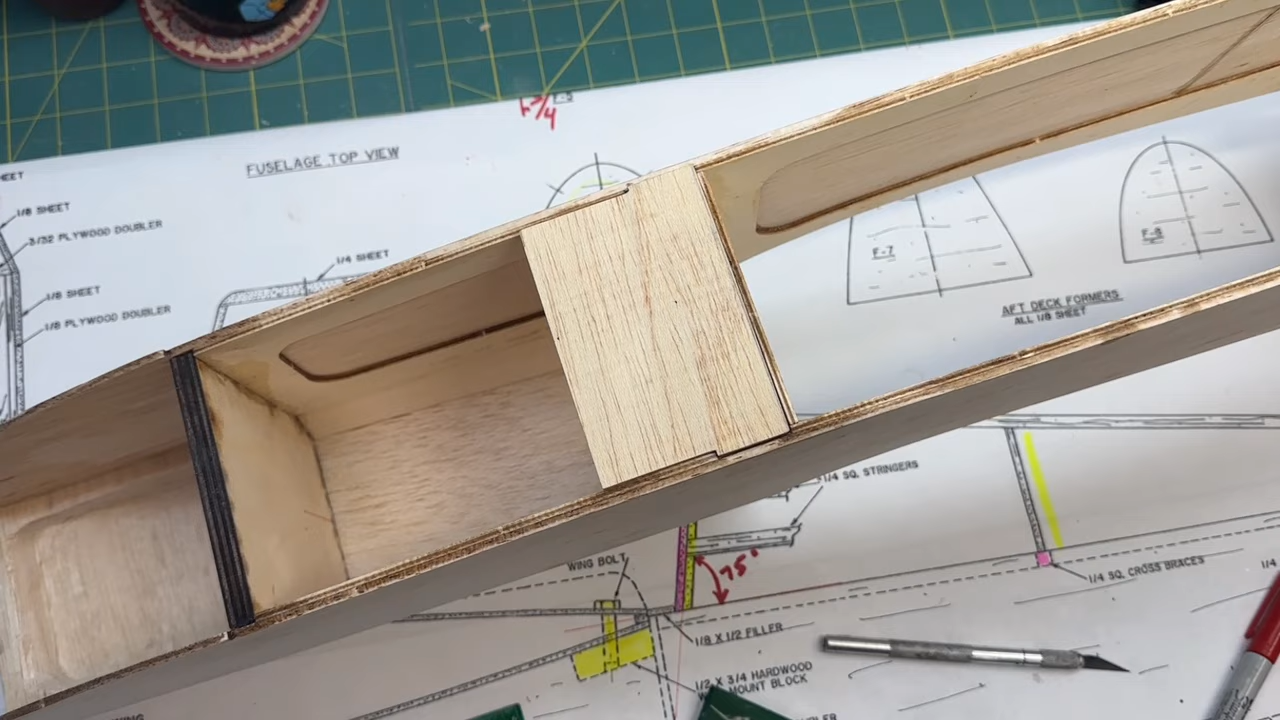 FUSELAGE TOP VIEW
1/8 SHEET
3/32 PLYWOOD DOUBLER
1/8 SHEET
1/8 PLYWOOD DOUBLER
1/4 SHEET
F-7
F-8
AFT DECK FORMERS
ALL 1/8 SHEET
1/4 SQ. STRINGERS
75°
WING BOLT
1/4 SQ. CROSS BRACES
1/4
1/8 X 1/2 FILLER
1/2 X 3/4 HARDWOOD
MOUNT BLOCK